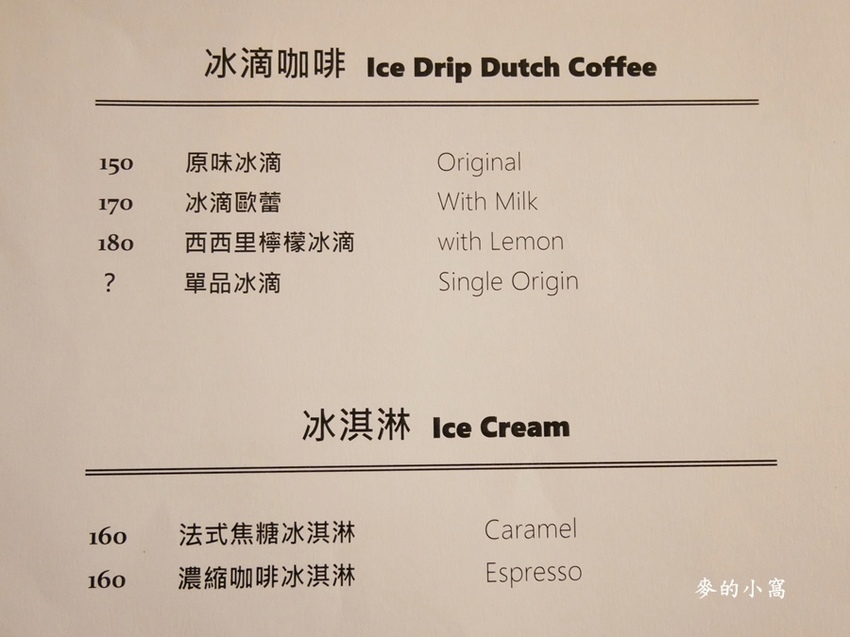 冰滴咖啡 Ice Drip Dutch Coffee
150 原味冰滴 Original
170 冰滴歐蕾 With Milk
180 西西里檸檬冰滴 with Lemon
? 單品冰滴 Single Origin
冰淇淋 Ice Cream
160 法式焦糖冰淇淋 Caramel
160 濃縮咖啡冰淇淋 Espresso
麥的小窩